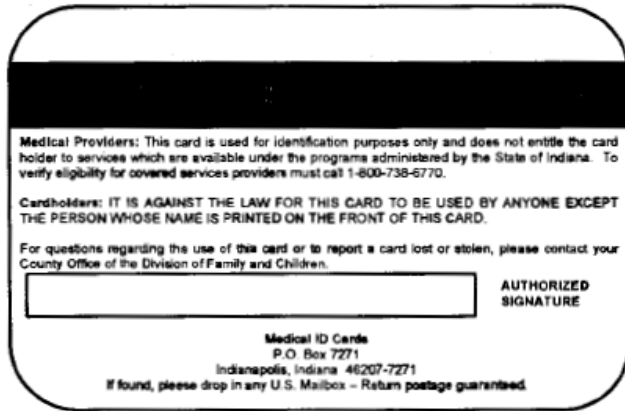 Medical Providers: This card is used for identification purposes only and does not entitle the card
holder to services which are available under the programs administered by the State of Indiana. To
verify eligibility for covered services providers must call 1-800-738-6770.
Cardholders: IT IS AGAINST THE LAW FOR THIS CARD TO BE USED BY ANYONE EXCEPT
THE PERSON WHOSE NAME IS PRINTED ON THE FRONT OF THIS CARD.
For questions regarding the use of this card or to report a card lost or stolen, please contact your
County Office of the Division of Family and Children.
AUTHORIZED
SIGNATURE
Medical ID Cards
P.O. Box 7271
Indianapolis, Indiana 46207-7271
If found, please drop in any U.S. Mailbox – Return postage guaranteed.